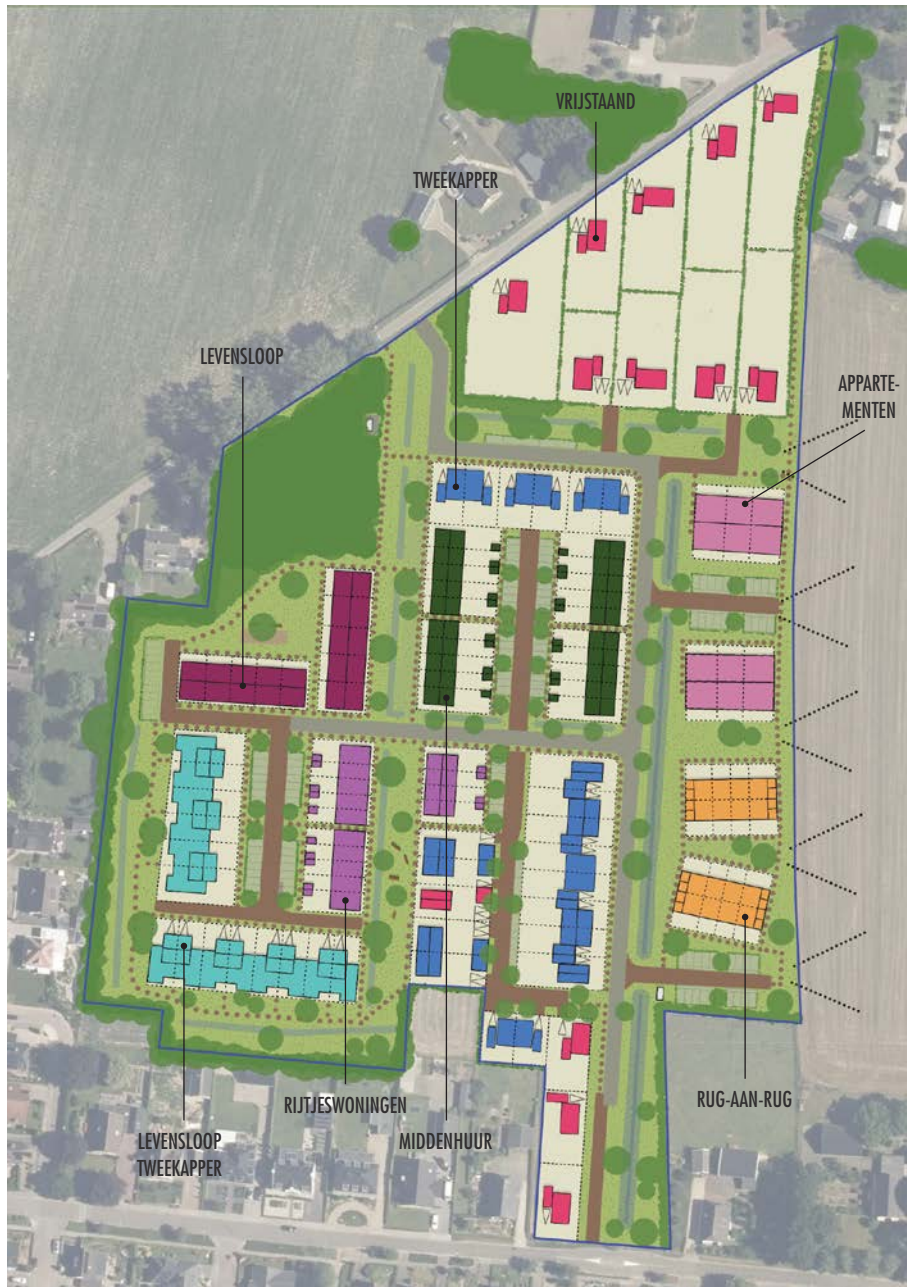 VRIJSTAAND
TWEEKAPPER
LEVENSLOOP
APPARTE-
MENTEN
RIJTJESWONINGEN
RUG-AAN-RUG
LEVENSLOOP
TWEEKAPPER
MIDDENHUUR